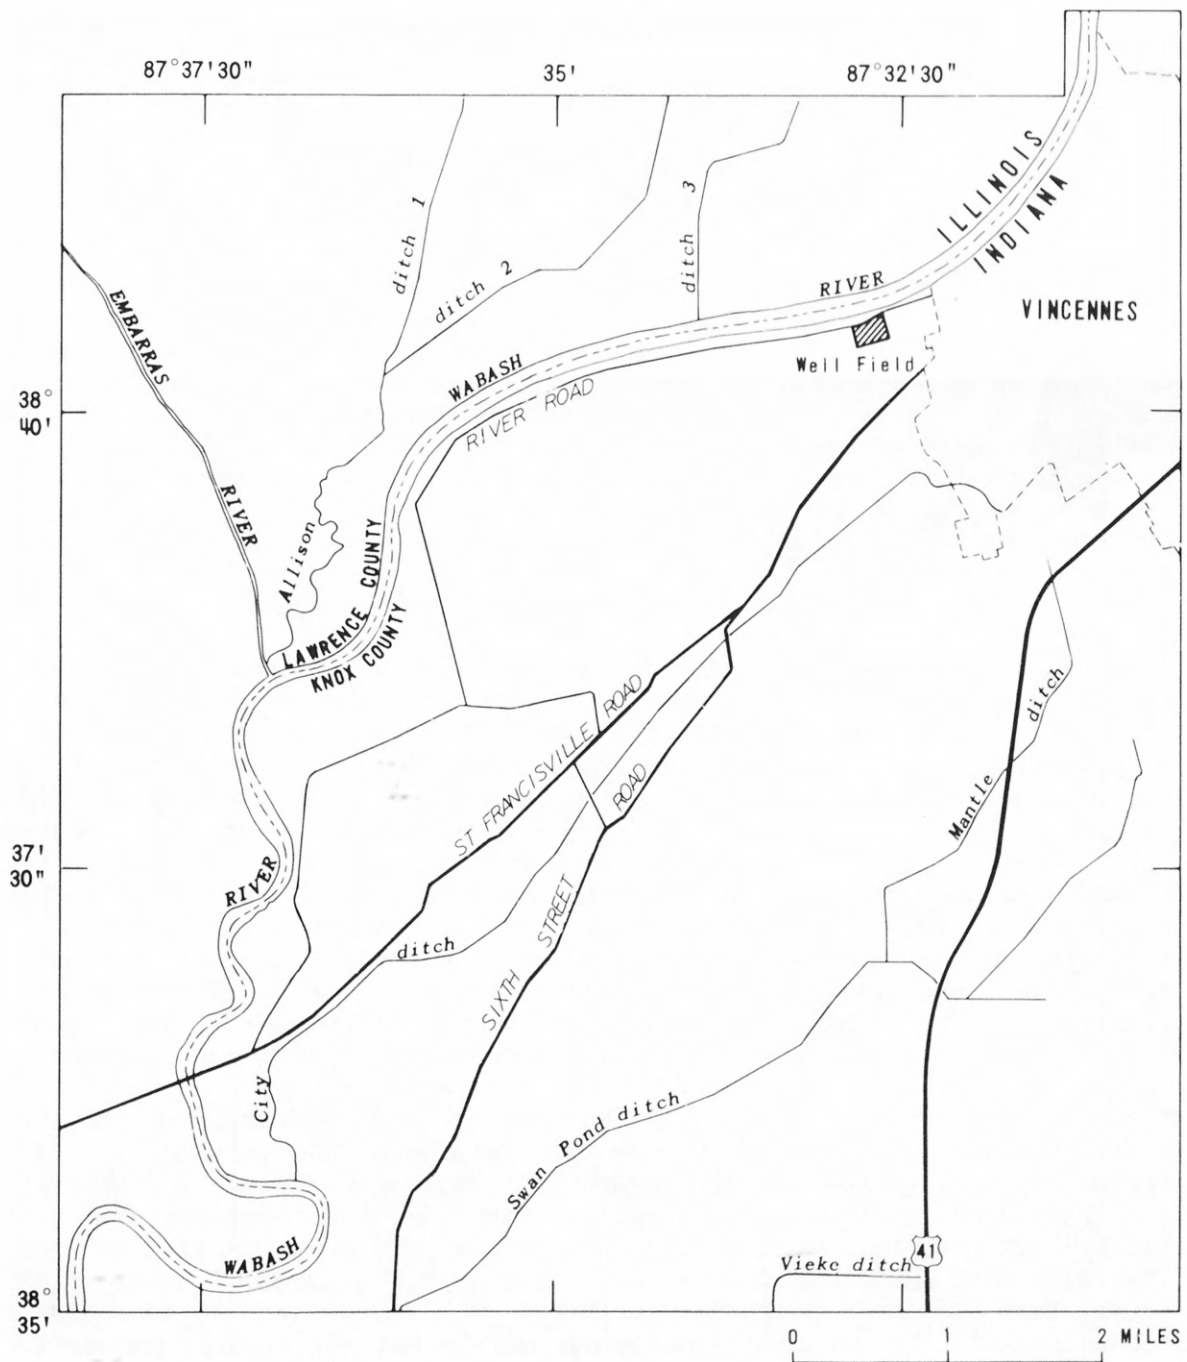 87°37'30"
35'
87°32'30"
ILLINOIS
INDIANA
ditch 1
ditch 2
ditch 3
EMBARRAS
RIVER
WABASH
RIVER
VINCENNES
Well Field
RIVER ROAD
38°
40'
Allison
LAWRENCE COUNTY
KNOX COUNTY
ST FRANCISVILLE ROAD
ditch
Mantle
37'
30"
RIVER
ditch
SIXTH STREET ROAD
City
Swan Pond ditch
WABASH
41
Vieke ditch
38°
35'
0 1 2 MILES